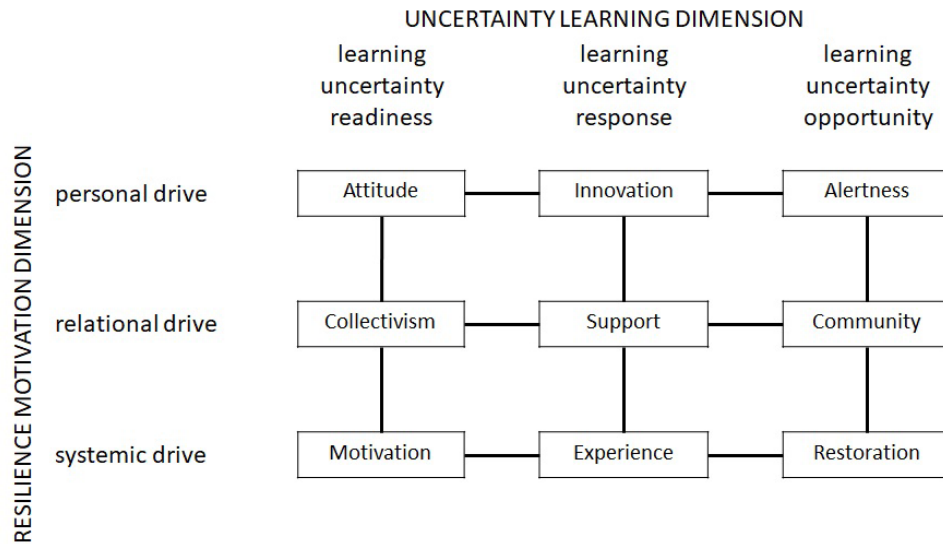 UNCERTAINTY LEARNING DIMENSION
learning
uncertainty
readiness
learning
uncertainty
response
learning
uncertainty
opportunity
RESILIENCE MOTIVATION DIMENSION
personal drive
Attitude
Innovation
Alertness
relational drive
Collectivism
Support
Community
systemic drive
Motivation
Experience
Restoration